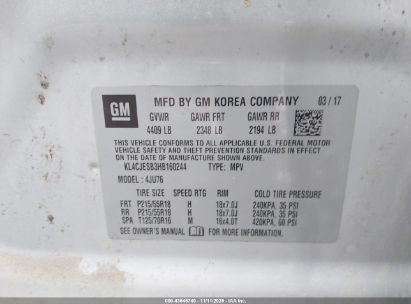 GM MFD BY GM KOREA COMPANY 03/17
GVWR GAWR FRT GAWR RR
4409 LB 2348 LB 2194 LB
THIS VEHICLE CONFORMS TO ALL APPLICABLE U.S. FEDERAL MOTOR
VEHICLE SAFETY AND THEFT PREVENTION STANDARDS IN EFFECT ON
THE DATE OF MANUFACTURE SHOWN ABOVE.
KL4CJESB3HB160244 TYPE: MPV
MODEL: 4JU76
TIRE SIZE SPEED RTG RIM COLD TIRE PRESSURE
FRT P215/55R18 H 18x7.0J 240KPA, 35 PSI
RR P215/55R18 H 18x7.0J 240KPA, 35 PSI
SPA T125/70R16 M 16x4.0T 420KPA, 60 PSI
SEE OWNER'S MANUAL FOR MORE INFORMATION